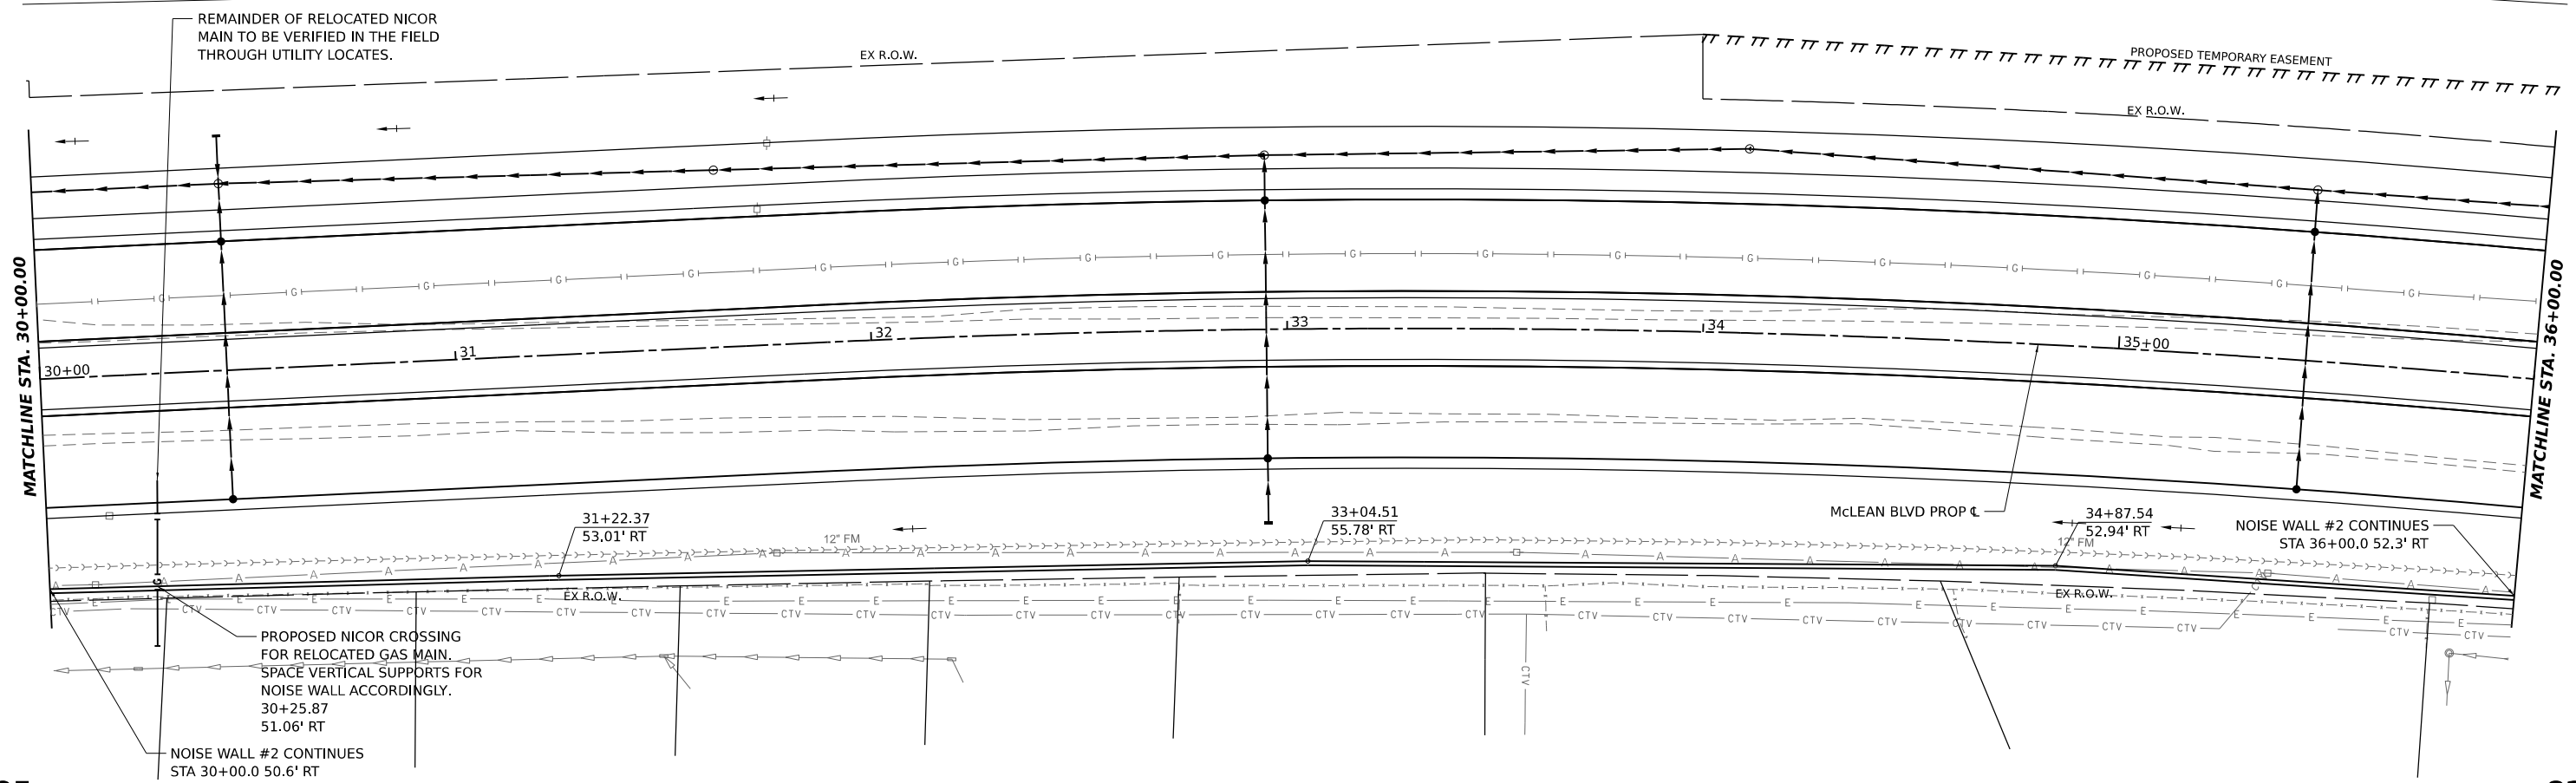 REMAINDER OF RELOCATED NICOR
MAIN TO BE VERIFIED IN THE FIELD
THROUGH UTILITY LOCATES.
EX R.O.W.
PROPOSED TEMPORARY EASEMENT
EX R.O.W.
MATCHLINE STA. 30+00.00
MATCHLINE STA. 36+00.00
G G G G G G G G G G G G G G G G G G
30+00
31
32
33
34
35+00
McLEAN BLVD PROP ℄
31+22.37
53.01' RT
33+04.51
55.78' RT
34+87.54
52.94' RT
NOISE WALL #2 CONTINUES
STA 36+00.0 52.3' RT
12" FM
12" FM
G
EX R.O.W.
EX R.O.W.
CTV
PROPOSED NICOR CROSSING
FOR RELOCATED GAS MAIN.
SPACE VERTICAL SUPPORTS FOR
NOISE WALL ACCORDINGLY.
30+25.87
51.06' RT
NOISE WALL #2 CONTINUES
STA 30+00.0 50.6' RT